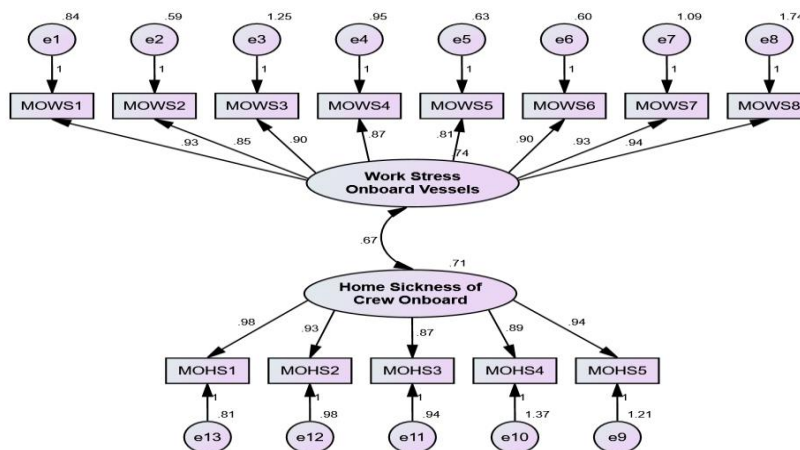 .84 .59 1.25 .95 .63 .60 1.09 1.74
e1 e2 e3 e4 e5 e6 e7 e8
1 1 1 1 1 1 1 1
MOWS1 MOWS2 MOWS3 MOWS4 MOWS5 MOWS6 MOWS7 MOWS8
.93 .85 .90 .87 .81 .90 .93 .94
.74
Work Stress
Onboard Vessels
.67
.71
Home Sickness of
Crew Onboard
.98 .93 .87 .89 .94
MOHS1 MOHS2 MOHS3 MOHS4 MOHS5
1 1 1 1 1
.81 .98 .94 1.37 1.21
e13 e12 e11 e10 e9